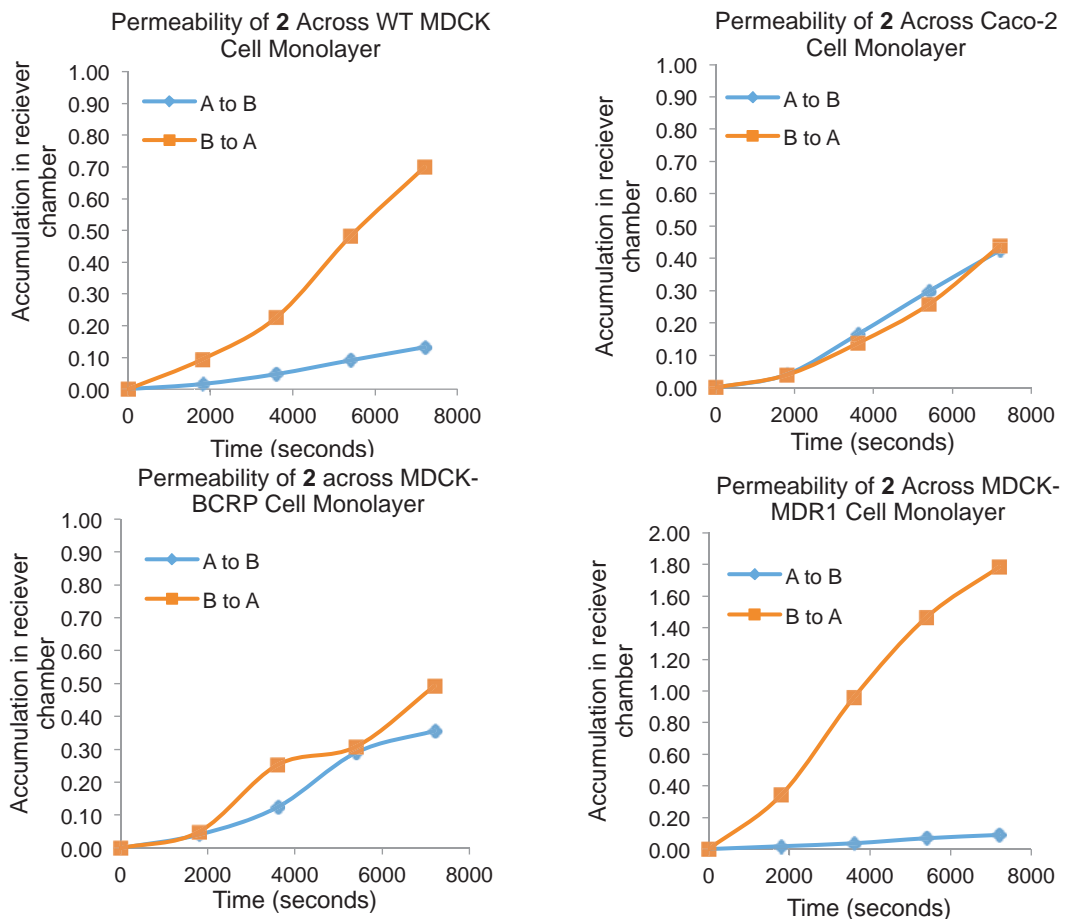 Permeability of 2 Across WT MDCK
Cell Monolayer
1.00
0.90
0.80
0.70
0.60
0.50
0.40
0.30
0.20
0.10
0.00
A to B
B to A
Accumulation in reciever
chamber
0 2000 4000 6000 8000
Time (seconds)
Permeability of 2 Across Caco-2
Cell Monolayer
1.00
0.90
0.80
0.70
0.60
0.50
0.40
0.30
0.20
0.10
0.00
A to B
B to A
Accumulation in reciever
chamber
0 2000 4000 6000 8000
Time (seconds)
Permeability of 2 across MDCK-
BCRP Cell Monolayer
1.00
0.90
0.80
0.70
0.60
0.50
0.40
0.30
0.20
0.10
0.00
A to B
B to A
Accumulation in reciever
chamber
0 2000 4000 6000 8000
Time (seconds)
Permeability of 2 Across MDCK-
MDR1 Cell Monolayer
2.00
1.80
1.60
1.40
1.20
1.00
0.80
0.60
0.40
0.20
0.00
A to B
B to A
Accumulation in reciever
chamber
0 2000 4000 6000 8000
Time (seconds)